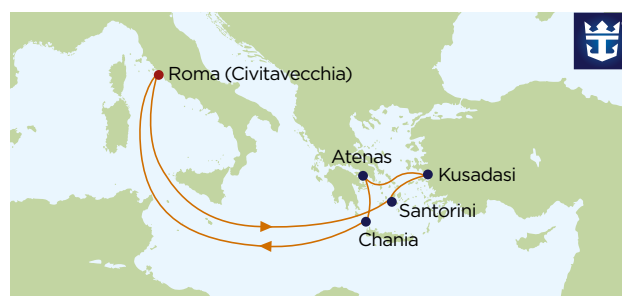 Roma (Civitavecchia)
Atenas
Kusadasi
Santorini
Chania